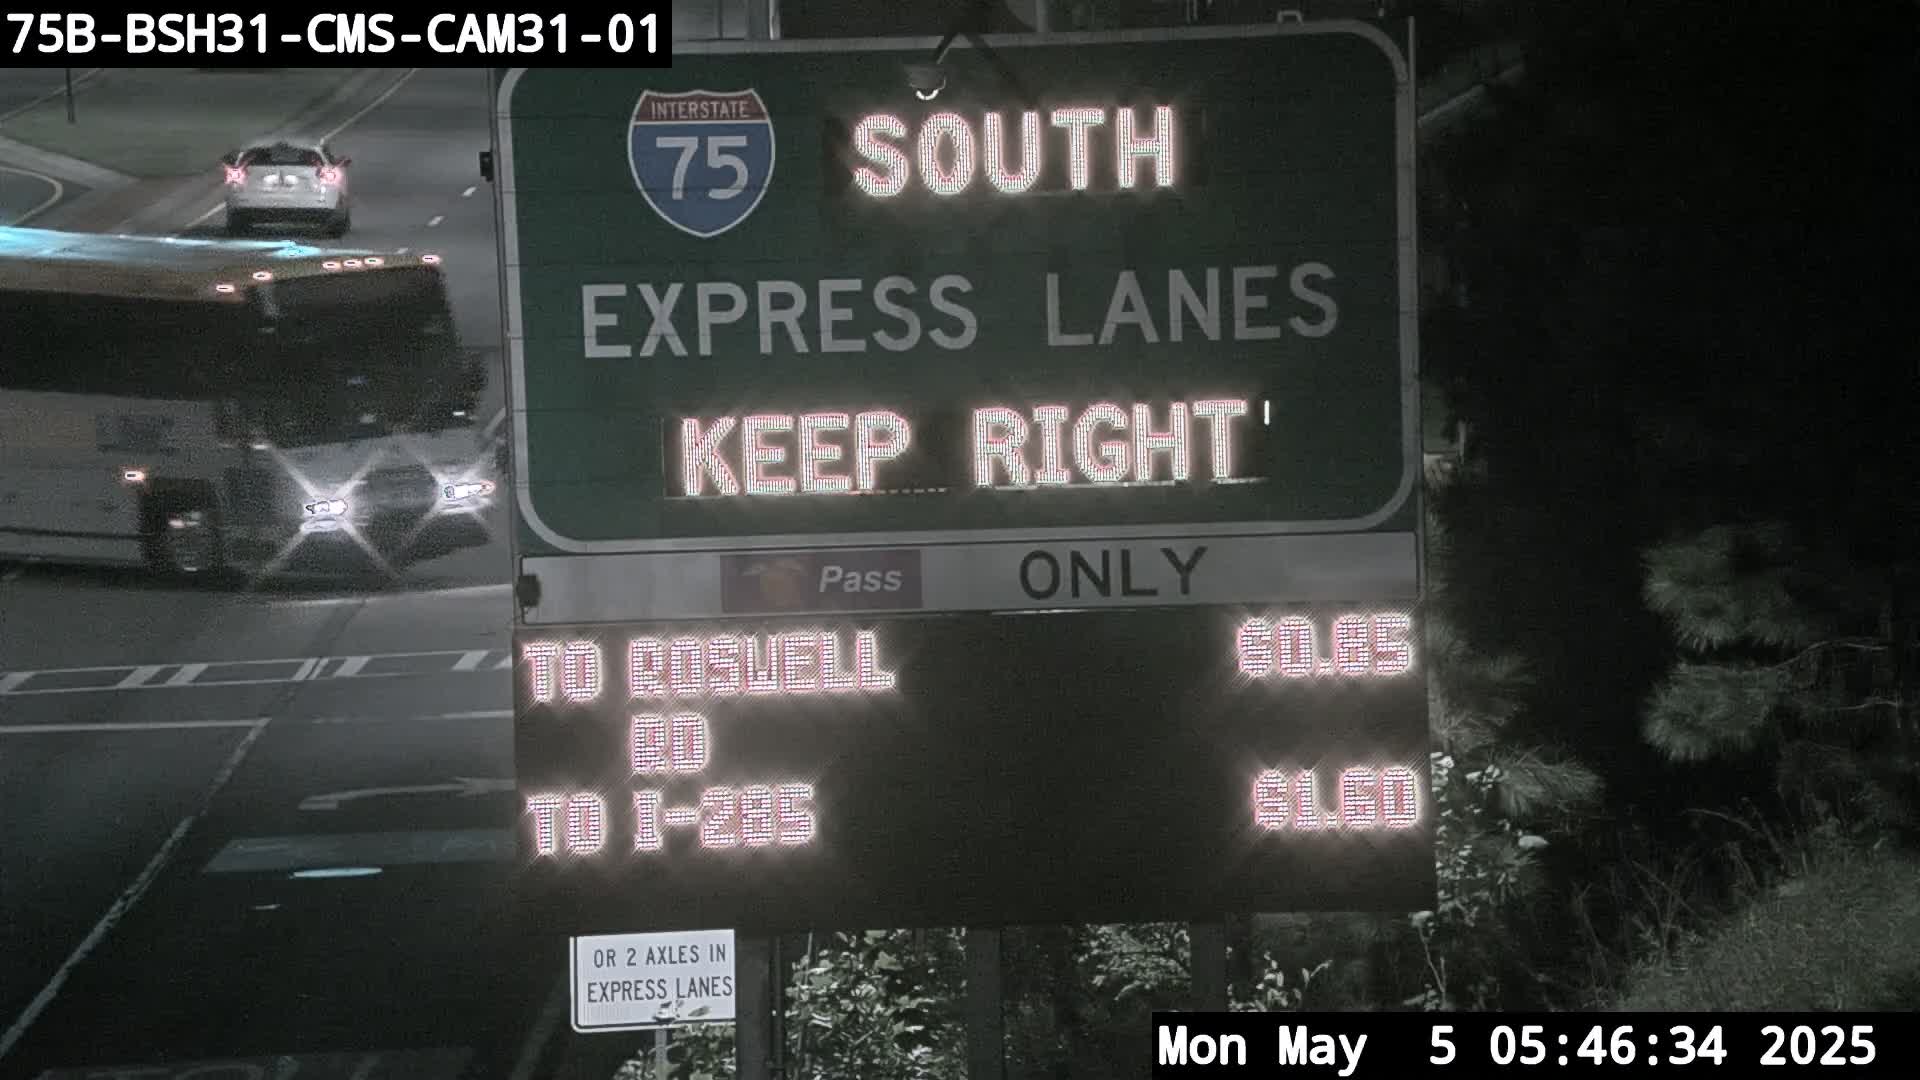 75B-BSH31-CMS-CAM31-01
INTERSTATE
75
SOUTH
EXPRESS LANES
KEEP RIGHT
Pass ONLY
TO ROSWELL $0.85
RD
TO I-285 $1.60
OR 2 AXLES IN
EXPRESS LANES
Mon May 5 05:46:34 2025